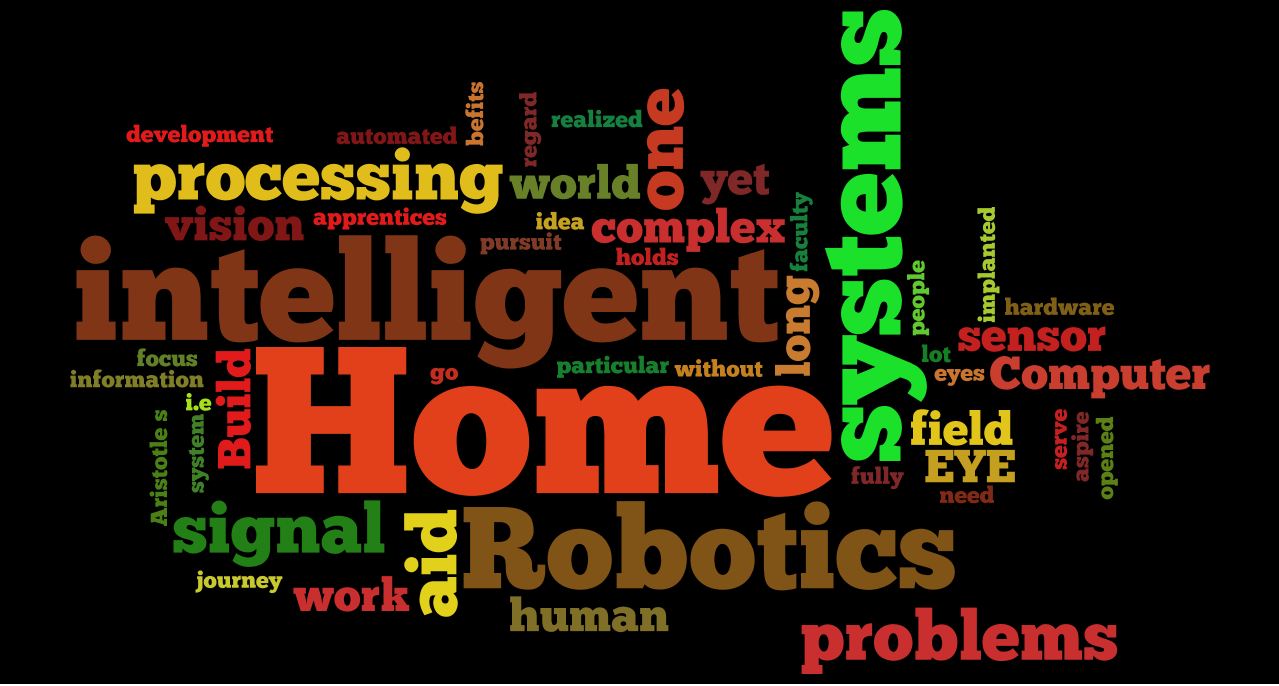 systems
befits
regard
realized
one
development
automated
processing
world
yet
vision
apprentices
idea
complex
faculty
pursuit
holds
intelligent
long
people
implanted
hardware
sensor
focus
information
Build
Home
go
particular
without
lot
eyes
Computer
i.e
Aristotle s
system
field
EYE
serve
aspire
opened
fully
need
signal
aid
Robotics
journey
work
human
problems